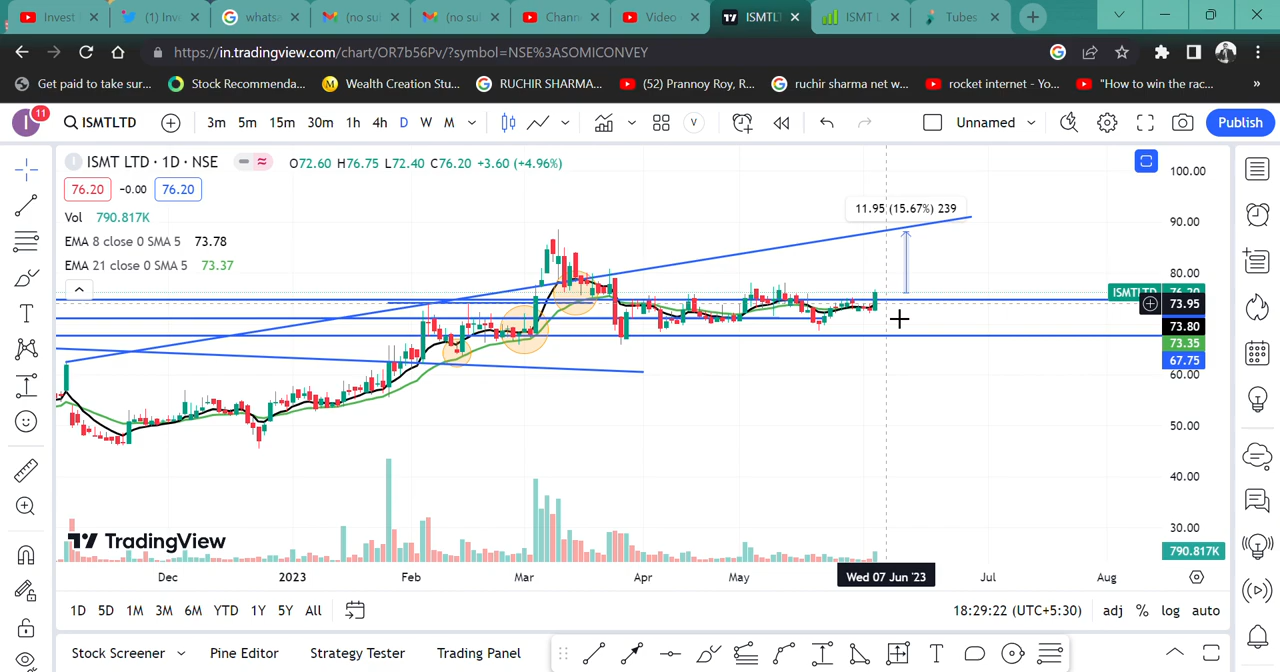 Invest
(1) Inv
whats
(no su
(no su
Chann
Video
ISMTL
ISMT L
Tubes
https://in.tradingview.com/chart/OR7b56Pv/?symbol=NSE%3ASOMICONVEY
Get paid to take sur... Stock Recommenda... Wealth Creation Stu... RUCHIR SHARMA... (52) Prannoy Roy, R... ruchir sharma net w... rocket internet - Yo... "How to win the rac... »
I 11 ISMTLTD 3m 5m 15m 30m 1h 4h D W M V Unnamed Publish
ISMT LTD · 1D · NSE O72.60 H76.75 L72.40 C76.20 +3.60 (+4.96%)
76.20 -0.00 76.20
Vol 790.817K
EMA 8 close 0 SMA 5 73.78
EMA 21 close 0 SMA 5 73.37
11.95 (15.67%) 239
100.00
90.00
80.00
ISMTLTD 76.20
73.95
73.80
73.35
67.75
60.00
50.00
40.00
30.00
790.817K
TradingView
Dec 2023 Feb Mar Apr May Wed 07 Jun '23 Jul Aug
1D 5D 1M 3M 6M YTD 1Y 5Y All 18:29:22 (UTC+5:30) adj % log auto
Stock Screener Pine Editor Strategy Tester Trading Panel T